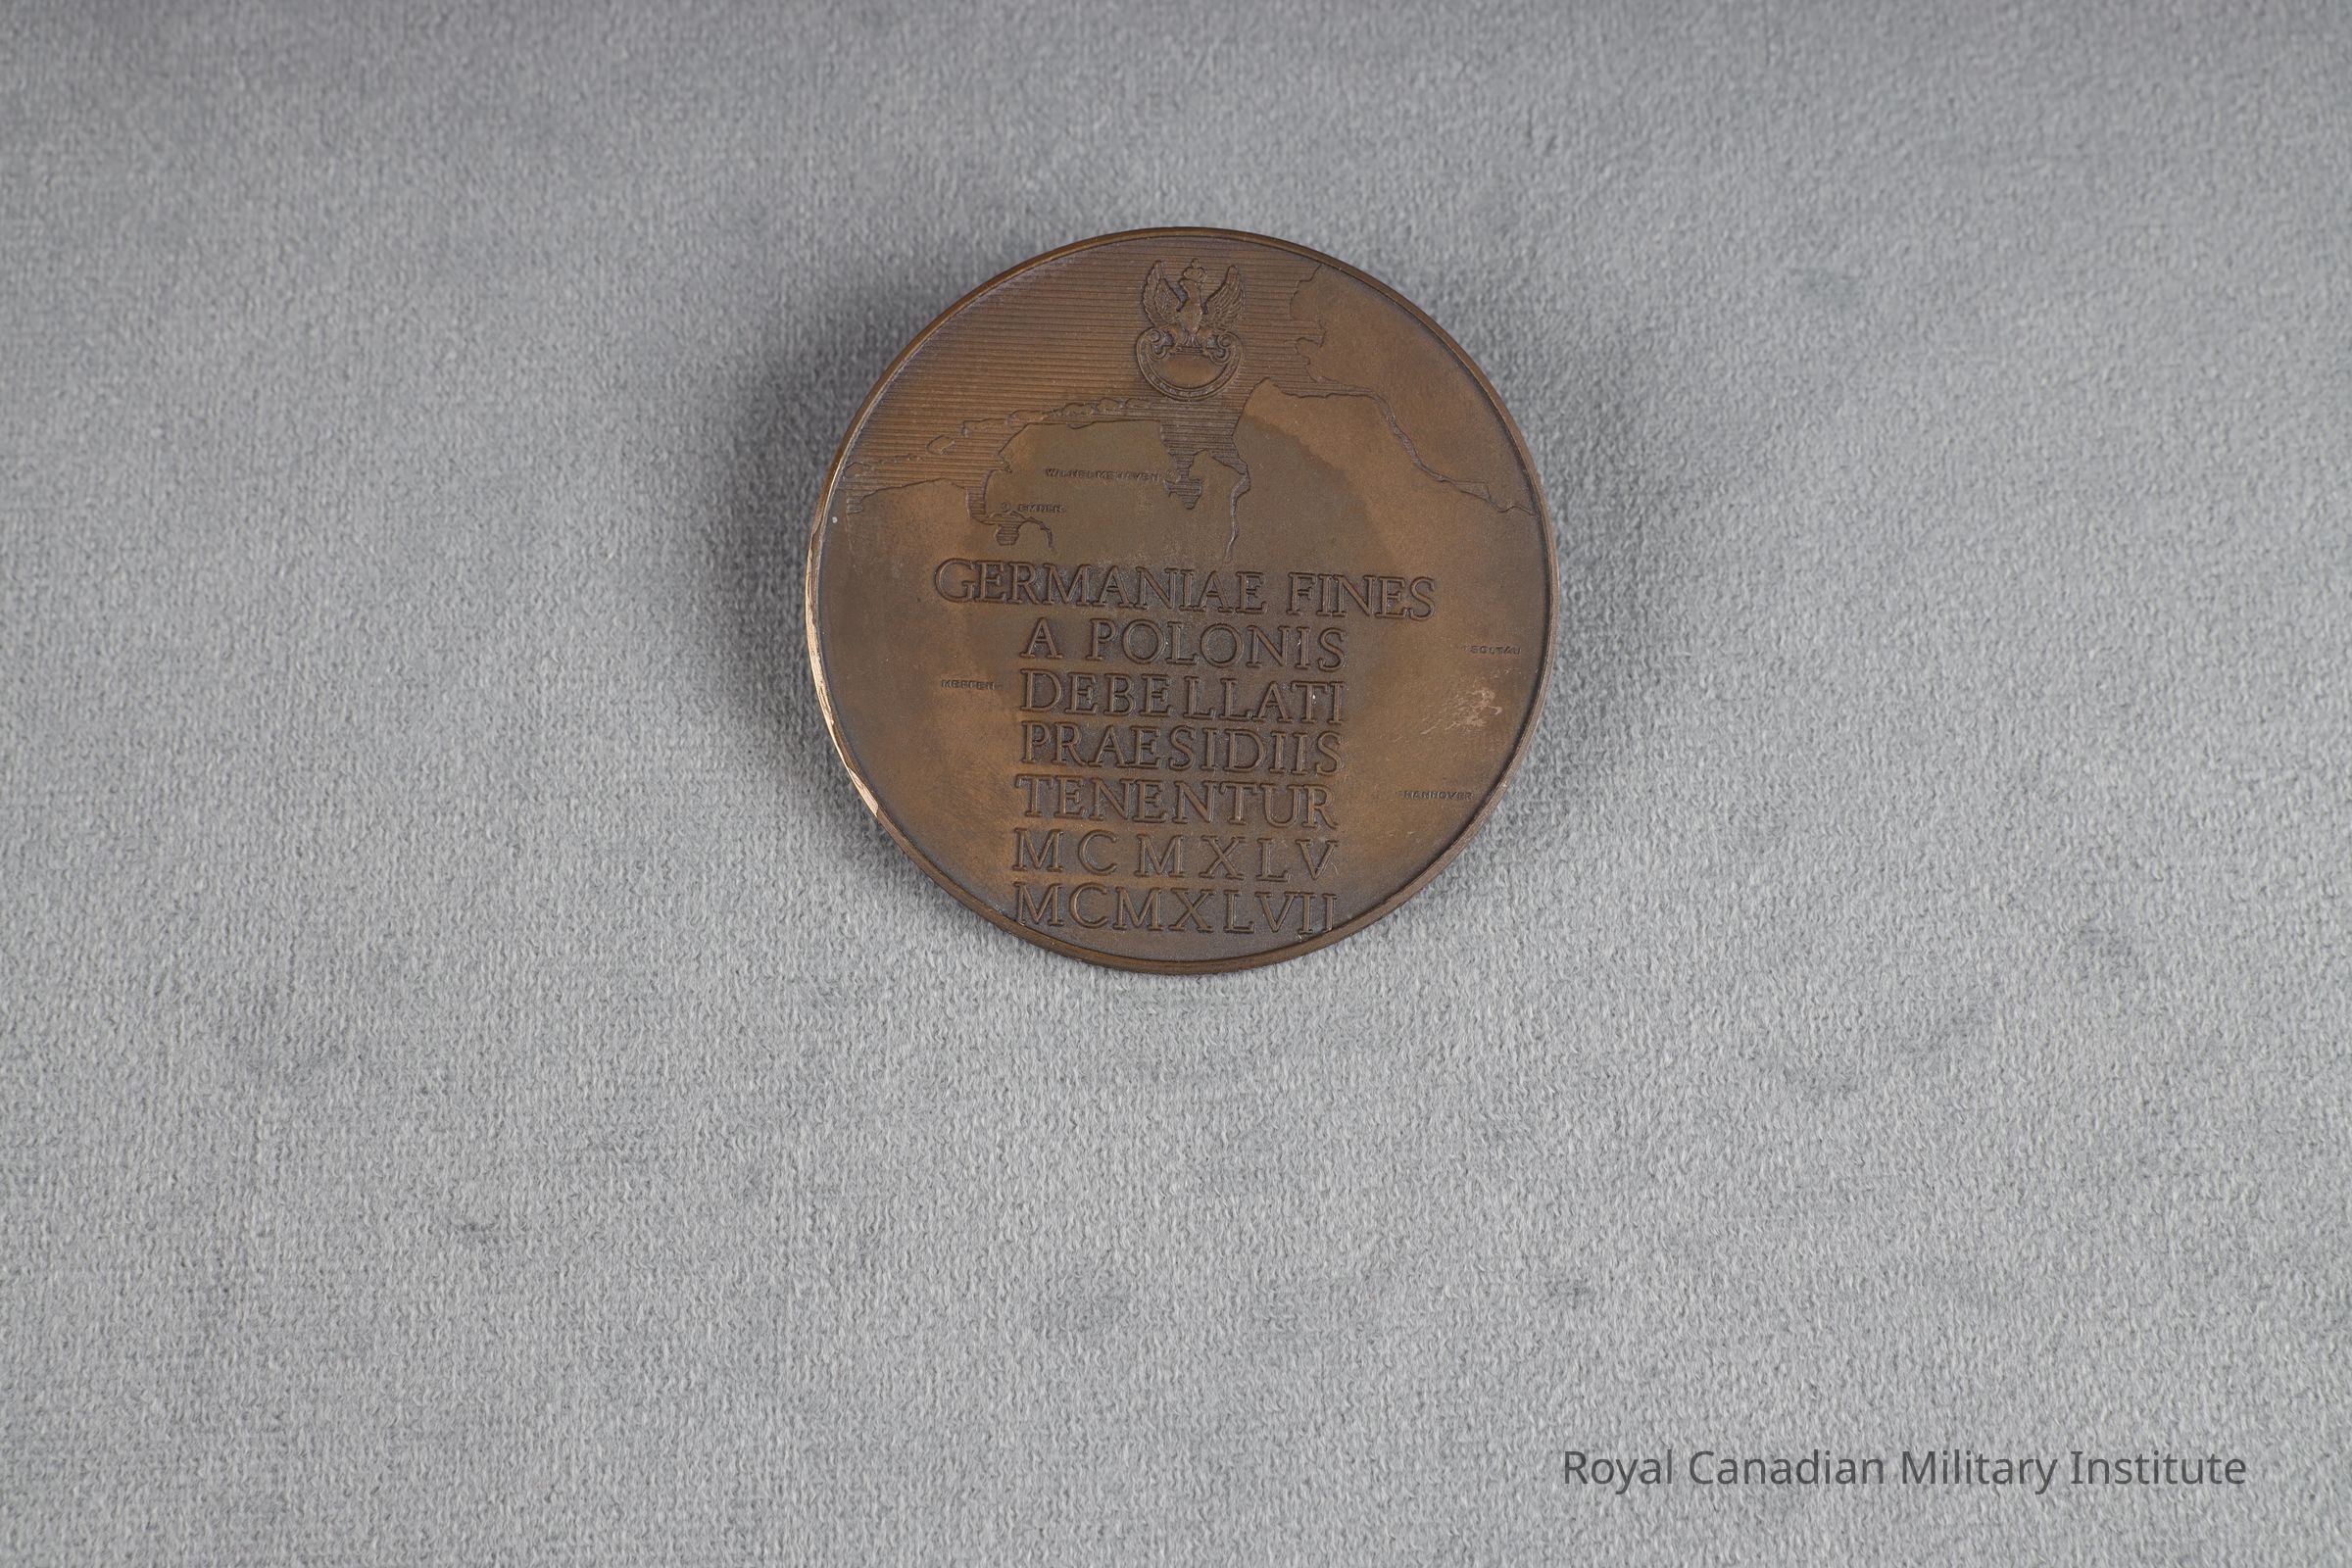 WILHELMSHAVEN
EMDEN
GERMANIAE FINES
A POLONIS
SOLTAU
MEPPEN
DEBELLATI
PRAESIDIIS
TENENTUR
HANNOVER
MCMXLV
MCMXLVII
Royal Canadian Military Institute